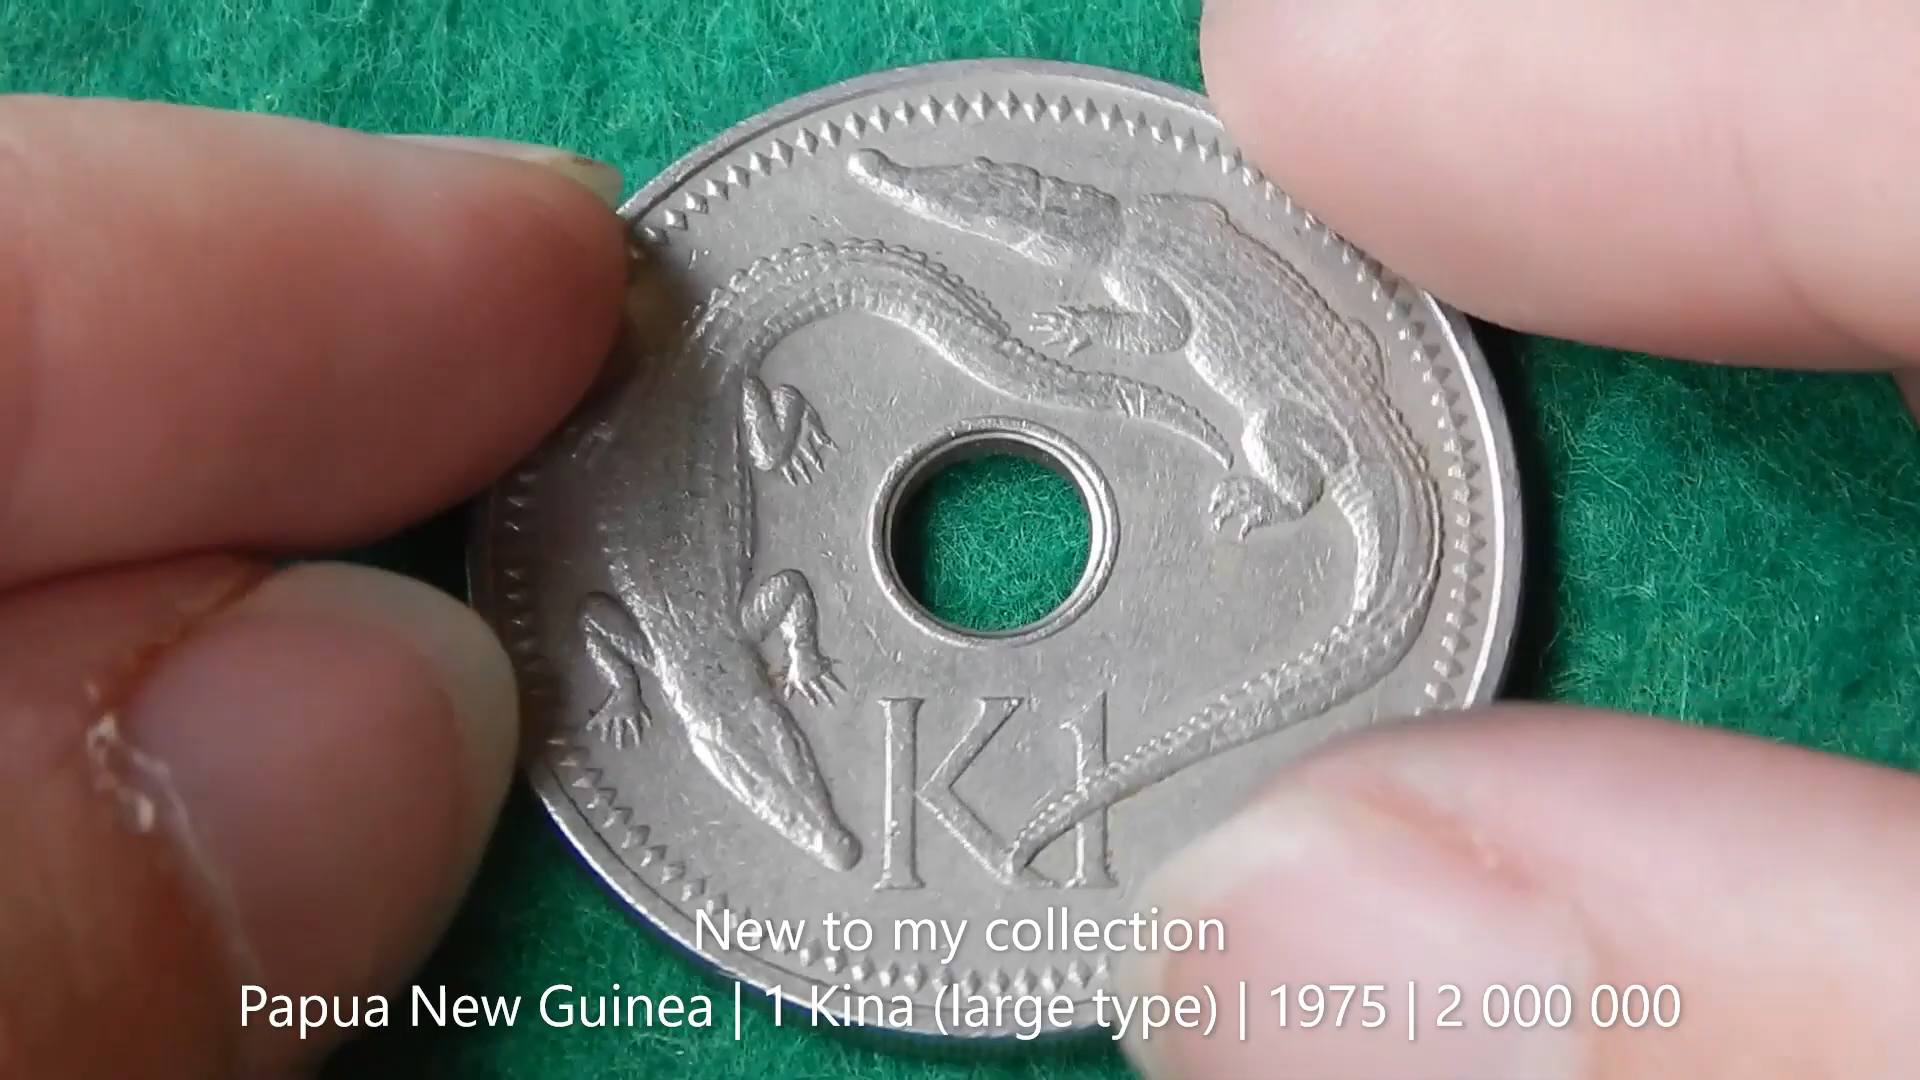 K1
New to my collection
Papua New Guinea | 1 Kina (large type) | 1975 | 2 000 000